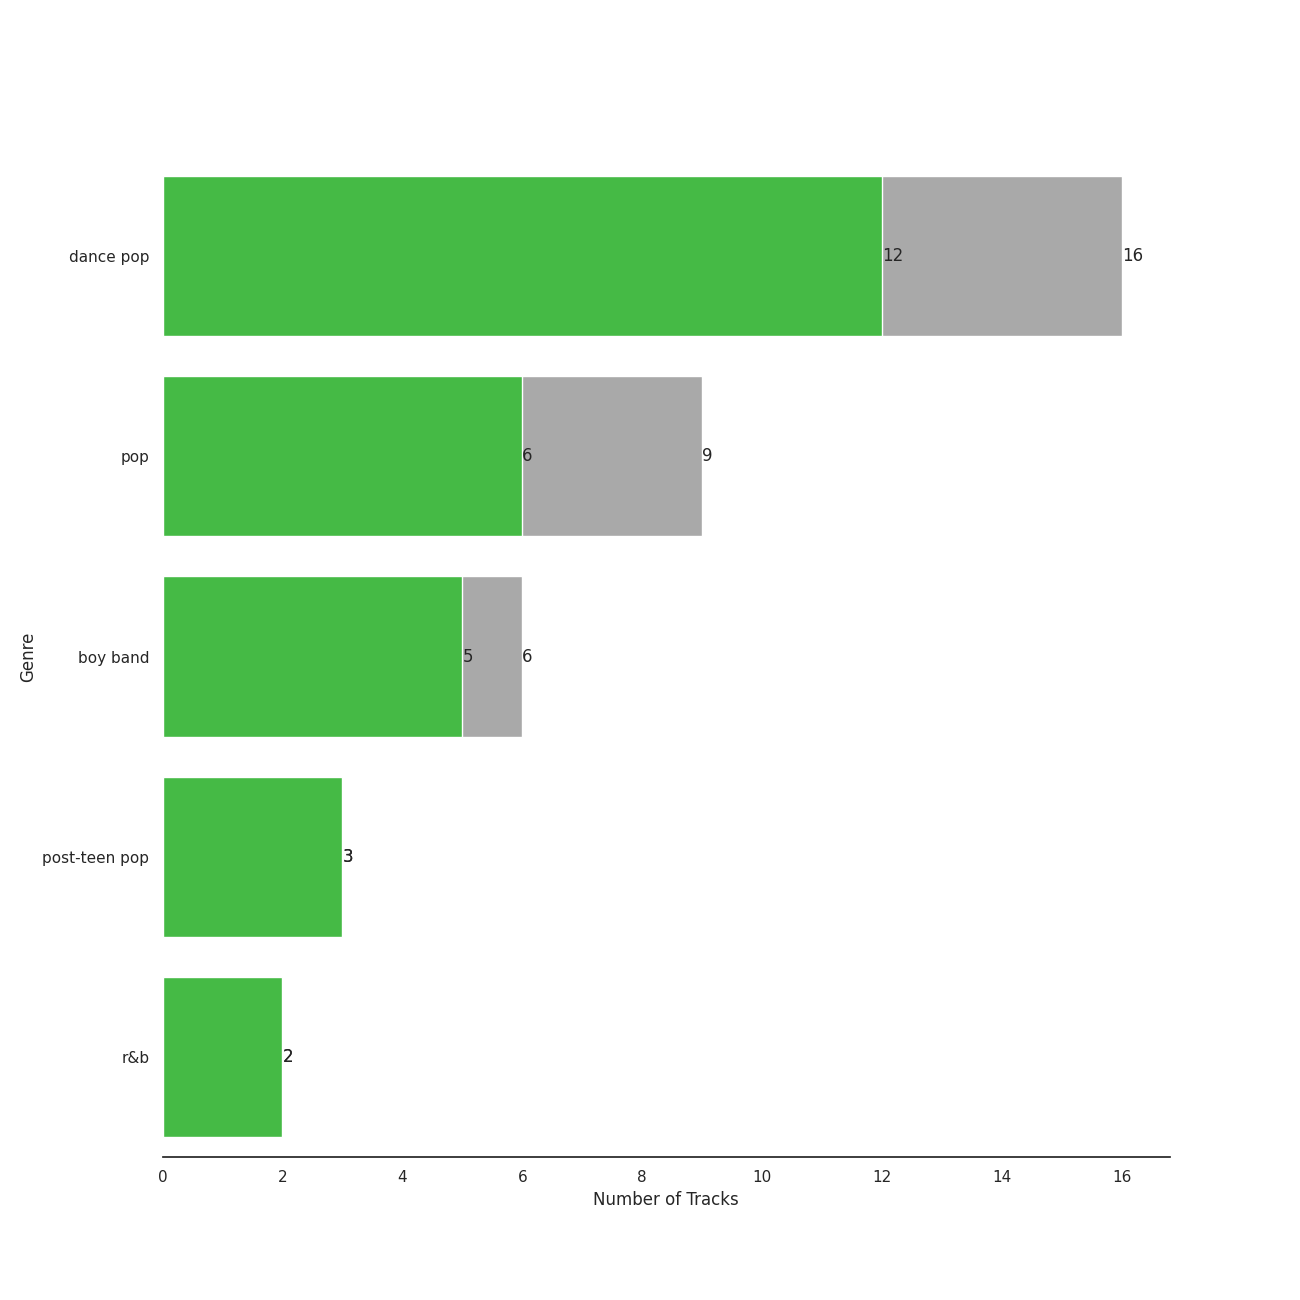 dance pop 12 16
pop 6 9
Genre
boy band 5 6
post-teen pop 3
r&b 2
0 2 4 6 8 10 12 14 16
Number of Tracks